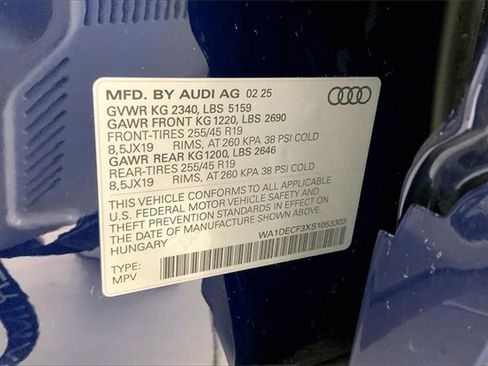 MFD. BY AUDI AG 02 25
GVWR KG 2340, LBS 5159
GAWR FRONT KG1220, LBS 2690
FRONT-TIRES 255/45 R19
8,5JX19 RIMS, AT 260 KPA 38 PSI COLD
GAWR REAR KG1200, LBS 2646
REAR-TIRES 255/45 R19
8,5JX19 RIMS, AT 260 KPA 38 PSI COLD
THIS VEHICLE CONFORMS TO ALL APPLICABLE
U.S. FEDERAL MOTOR VEHICLE SAFETY AND
THEFT PREVENTION STANDARDS IN EFFECT ON
THE DATE OF MANUFACTURE SHOWN ABOVE.
HUNGARY
WA1DECF3XS1053303
TYPE:
MPV